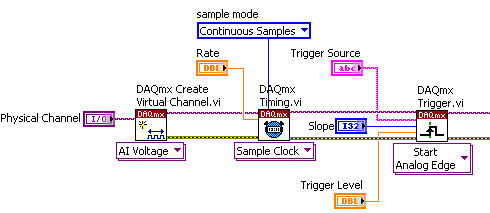 sample mode
Continuous Samples
Rate
DBL
Trigger Source
abc
DAQmx Create
Virtual Channel.vi
DAQmx
Timing.vi
DAQmx
Trigger.vi
Physical Channel
I/O
DAQmx
DAQmx
DAQmx
Slope
I32
AI Voltage
Sample Clock
Start
Analog Edge
Trigger Level
DBL